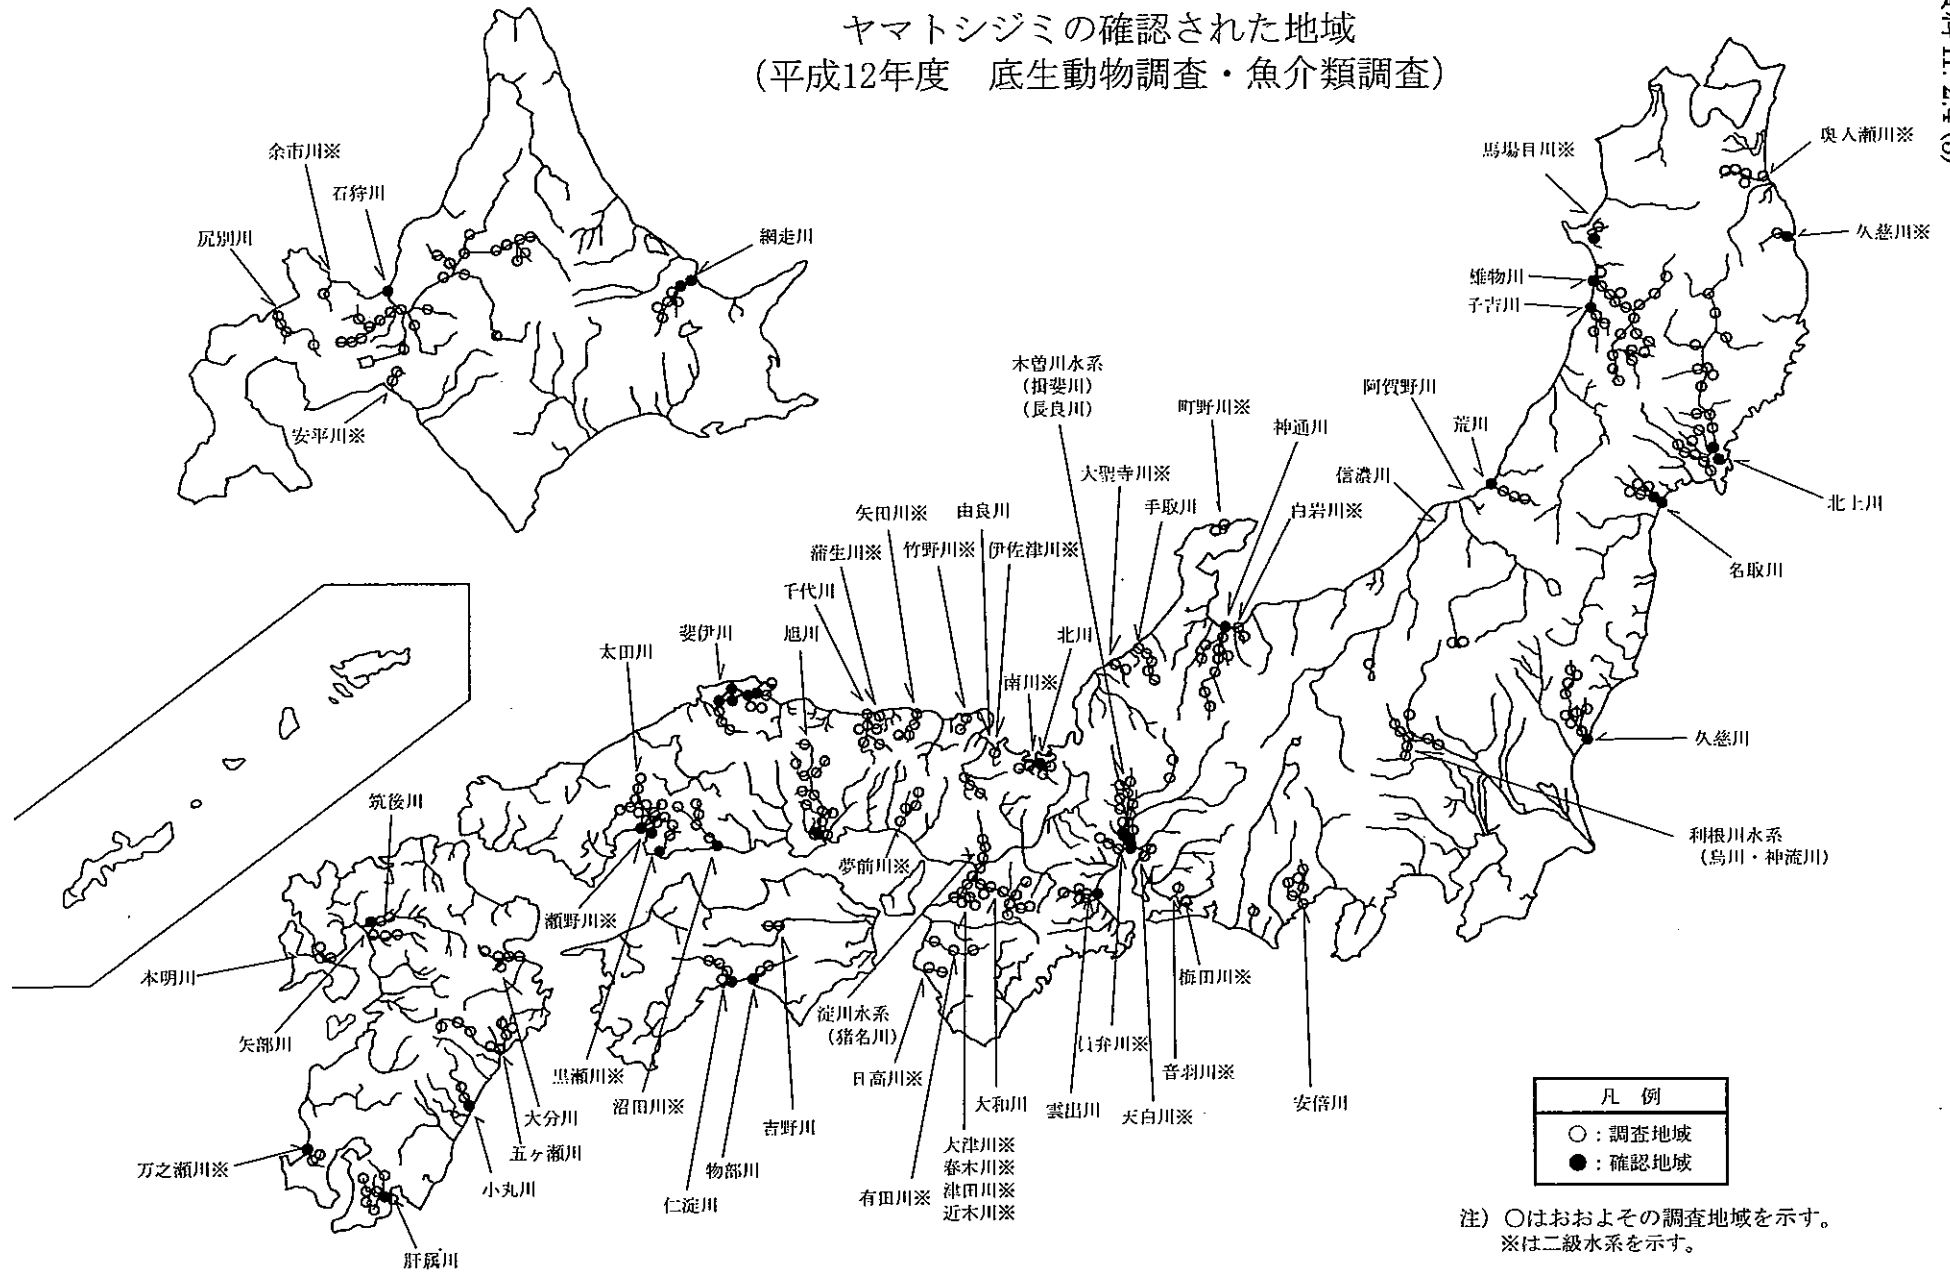 ヤマトシジミの確認された地域
(平成12年度 底生動物調査・魚介類調査)
余市川※
石狩川
尻別川
網走川
安平川※
馬場目川※
奥入瀬川※
久慈川※
雄物川
子吉川
木曽川水系
(揖斐川)
(長良川)
町野川※
神通川
阿賀野川
荒川
信濃川
大聖寺川※
手取川
白岩川※
北上川
名取川
矢田川※
由良川
蒲生川※
竹野川※
伊佐津川※
千代川
斐伊川
旭川
北川
太田川
南川※
久慈川
筑後川
利根川水系
(烏川・神流川)
夢前川※
瀬野川※
本明川
梅田川※
淀川水系
(猪名川)
矢部川
員弁川※
音羽川※
黒瀬川※
日高川※
沼田川※
大分川
吉野川
大和川
雲出川
天白川※
安倍川
五ヶ瀬川
大津川※
春木川※
津田川※
近木川※
万之瀬川※
小丸川
物部川
仁淀川
有田川※
肝属川
凡 例
○:調査地域
●:確認地域
注) ○はおおよその調査地域を示す。
※は二級水系を示す。